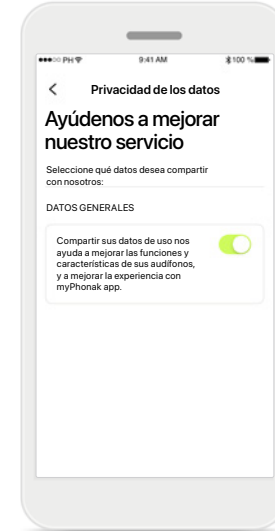 PH 9:41 AM 100 %
Privacidad de los datos
Ayúdenos a mejorar
nuestro servicio
Seleccione qué datos desea compartir
con nosotros:
DATOS GENERALES
Compartir sus datos de uso nos
ayuda a mejorar las funciones y
características de sus audífonos,
y a mejorar la experiencia con
myPhonak app.